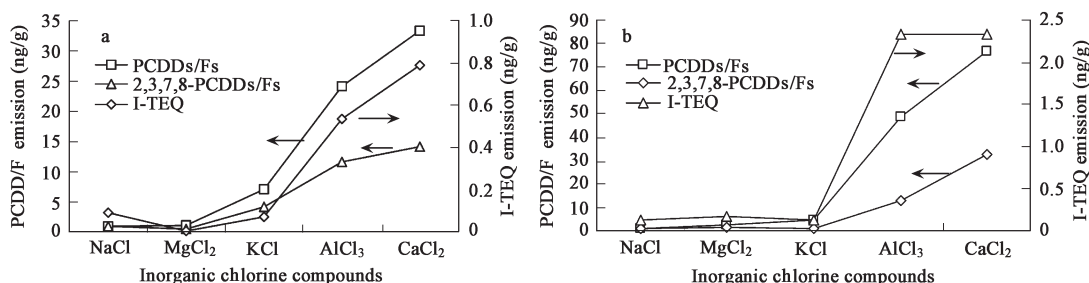 a
PCDD/F emission (ng/g)
35
30
25
20
15
10
5
0
PCDDs/Fs
2,3,7,8-PCDDs/Fs
I-TEQ
1.0
0.8
0.6
0.4
0.2
0
I-TEQ emission (ng/g)
NaCl MgCl₂ KCl AlCl₃ CaCl₂
Inorganic chlorine compounds
b
PCDD/F emission (ng/g)
90
80
70
60
50
40
30
20
10
0
PCDDs/Fs
2,3,7,8-PCDDs/Fs
I-TEQ
2.5
2.0
1.5
1.0
0.5
0
I-TEQ emission (ng/g)
NaCl MgCl₂ KCl AlCl₃ CaCl₂
Inorganic chlorine compounds